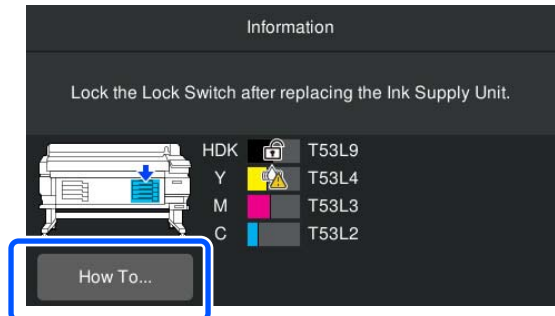 Information
Lock the Lock Switch after replacing the Ink Supply Unit.
HDK T53L9
Y T53L4
M T53L3
C T53L2
How To...